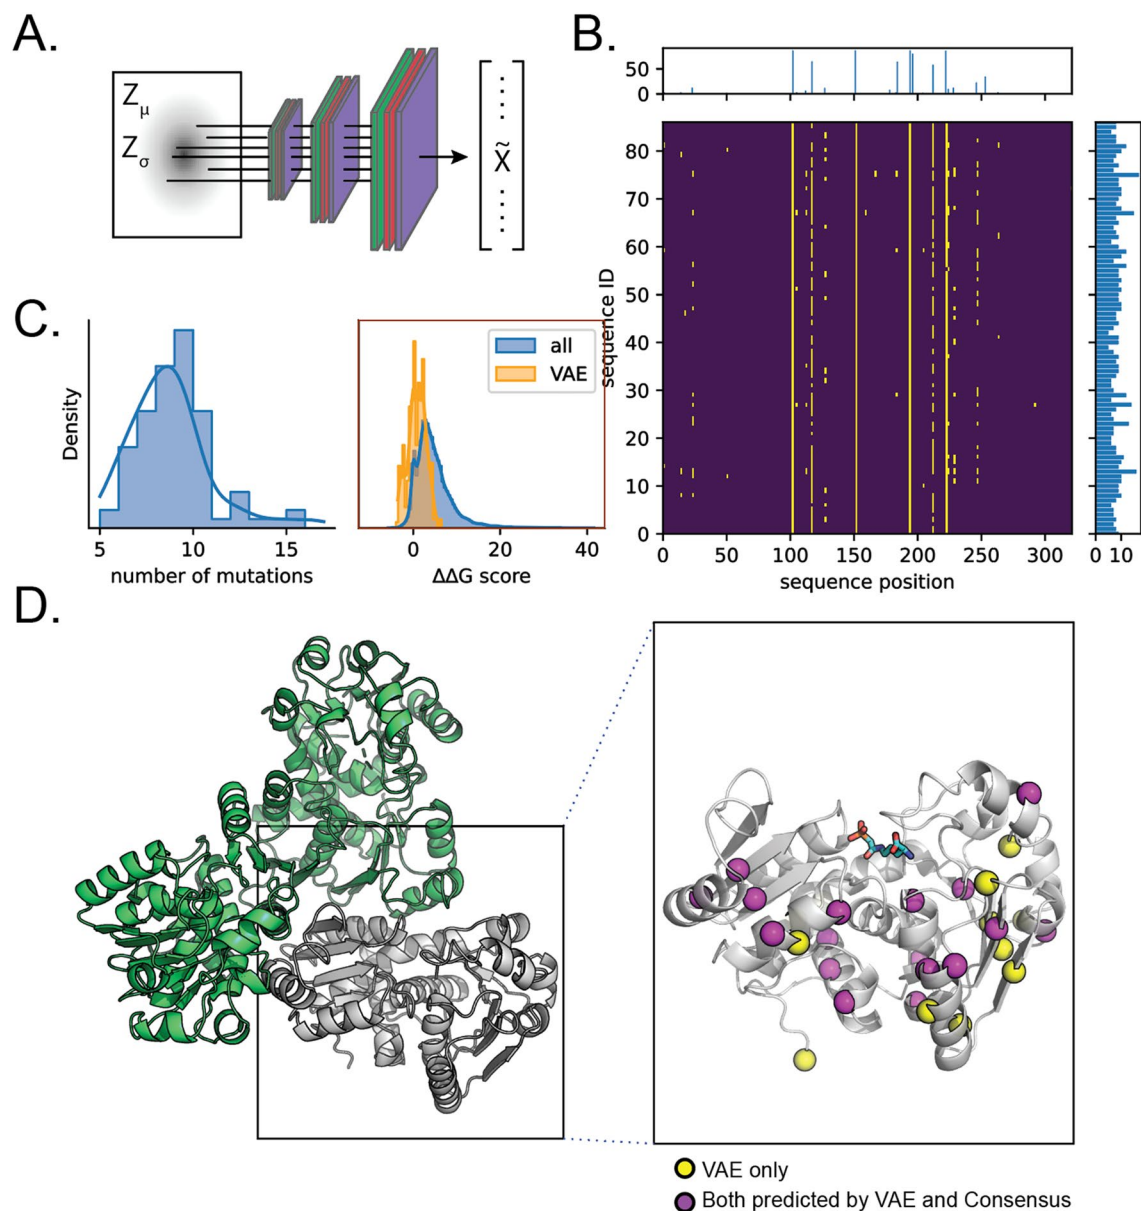 A.
Zμ
Zσ
X̃
B.
50
0
sequence ID
80
70
60
50
40
30
20
10
0
0 50 100 150 200 250 300
sequence position
0 10
C.
Density
5 10 15
number of mutations
all
VAE
0 20 40
ΔΔG score
D.
VAE only
Both predicted by VAE and Consensus